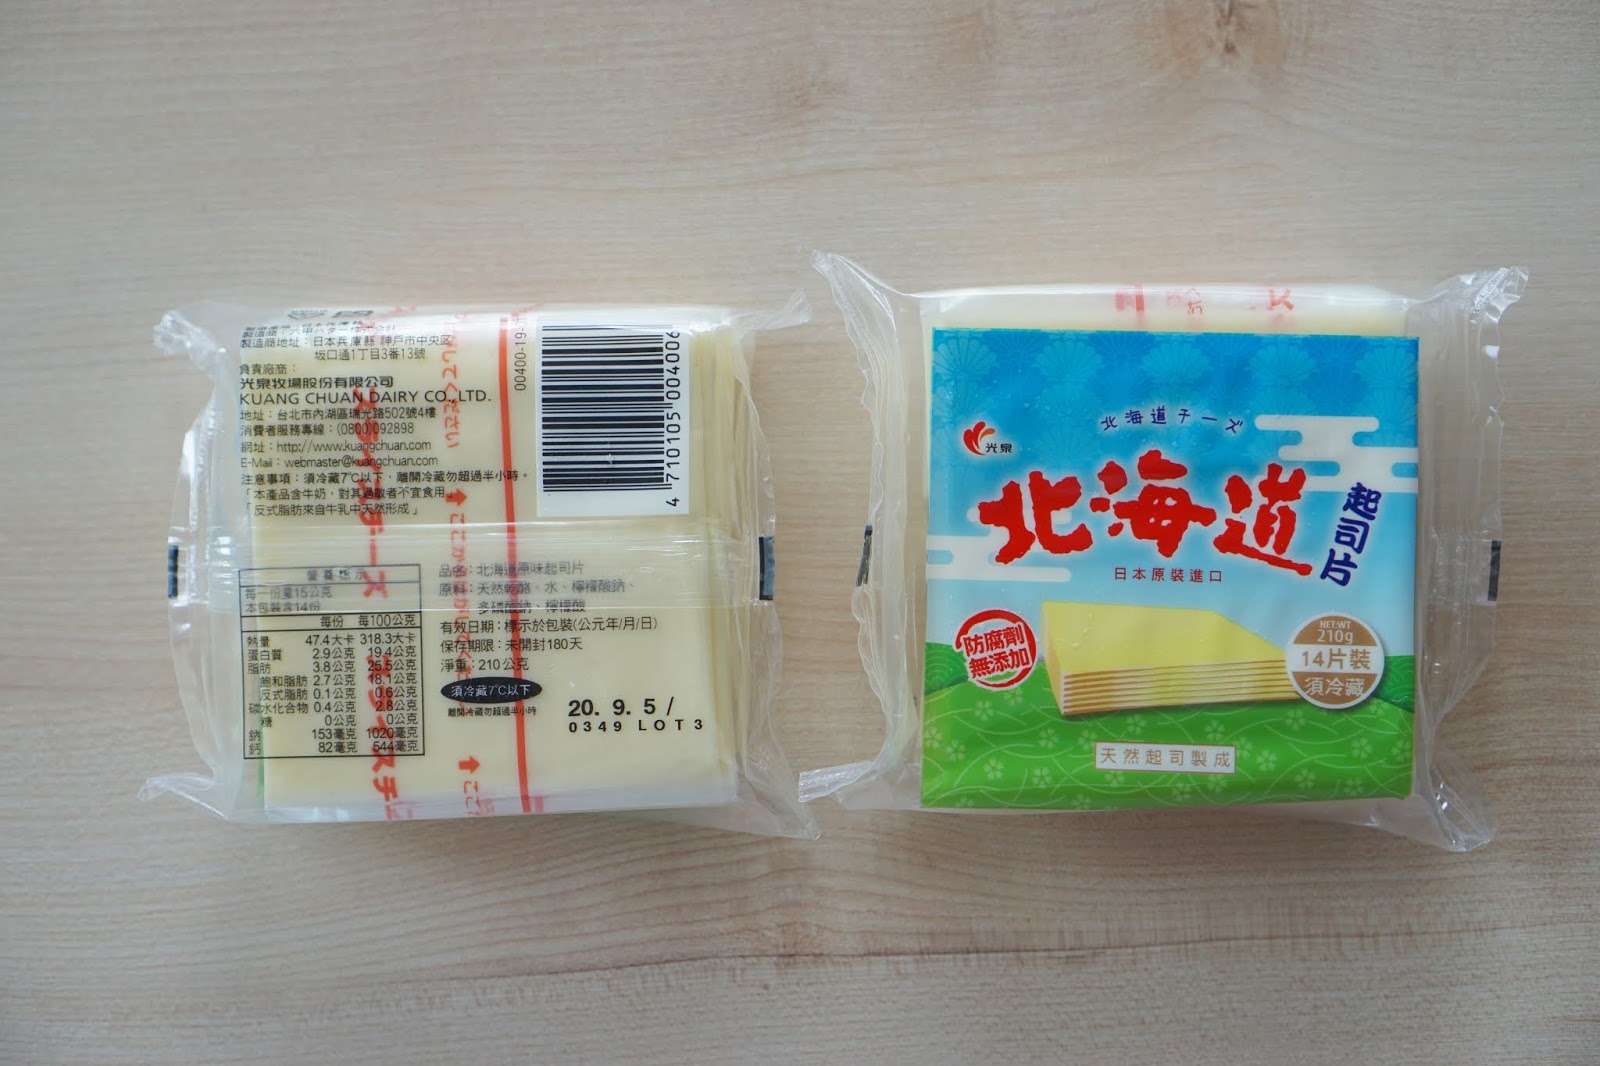 製造商地址：日本兵庫縣 神戶市中央區
坂口通1丁目3番13號
負責廠商：
光泉牧場股份有限公司
KUANG CHUAN DAIRY CO., LTD.
地址：台北市內湖區瑞光路502號4樓
消費者服務專線：(0800)092898
網址：http://www.kuangchuan.com
E-Mail：webmaster@kuangchuan.com
注意事項：須冷藏7℃以下，離開冷藏勿超過半小時。
「本產品含牛奶，對其過敏者不宜食用」
「反式脂肪來自牛乳中天然形成」
00400-19-
4 710105 004006
營養標示
每一份量15公克
本包裝含14份
每份 每100公克
熱量 47.4大卡 318.3大卡
蛋白質 2.9公克 19.4公克
脂肪 3.8公克 25.5公克
飽和脂肪 2.7公克 18.1公克
反式脂肪 0.1公克 0.6公克
碳水化合物 0.4公克 2.8公克
糖 0公克 0公克
鈉 153毫克 1020毫克
鈣 82毫克 544毫克
品名：北海道原味起司片
原料：天然乾酪、水、檸檬酸鈉、
多磷酸鈉、檸檬酸
有效日期：標示於包裝(公元年/月/日)
保存期限：未開封180天
淨重：210公克
須冷藏7℃以下
離開冷藏勿超過半小時
20. 9. 5 /
0349 LOT3
光泉
北海道チーズ
北海道
起司片
日本原裝進口
防腐劑
無添加
NET:WT
210g
14片裝
須冷藏
天然起司製成